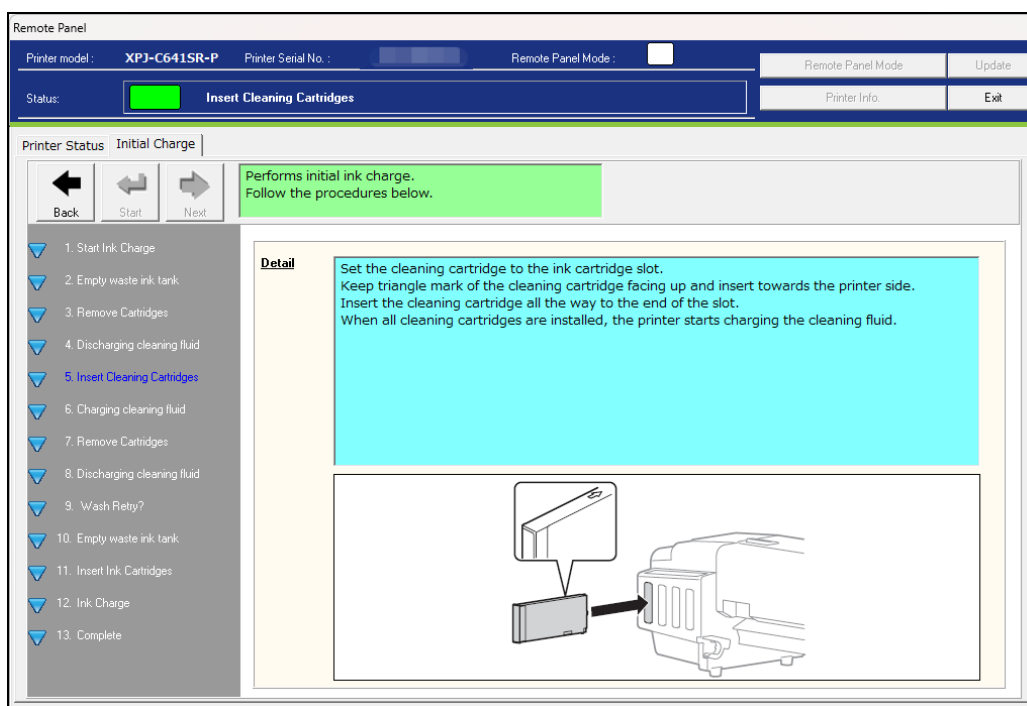 Remote Panel
Printer model : XPJ-C641SR-P Printer Serial No. : Remote Panel Mode :
Remote Panel Mode Update
Status: Insert Cleaning Cartridges
Printer Info. Exit
Printer Status Initial Charge
Back Start Next
Performs initial ink charge.
Follow the procedures below.
1. Start Ink Charge
2. Empty waste ink tank
3. Remove Cartridges
4. Discharging cleaning fluid
5. Insert Cleaning Cartridges
6. Charging cleaning fluid
7. Remove Cartridges
8. Discharging cleaning fluid
9. Wash Retry?
10. Empty waste ink tank
11. Insert Ink Cartridges
12. Ink Charge
13. Complete
Detail
Set the cleaning cartridge to the ink cartridge slot.
Keep triangle mark of the cleaning cartridge facing up and insert towards the printer side.
Insert the cleaning cartridge all the way to the end of the slot.
When all cleaning cartridges are installed, the printer starts charging the cleaning fluid.